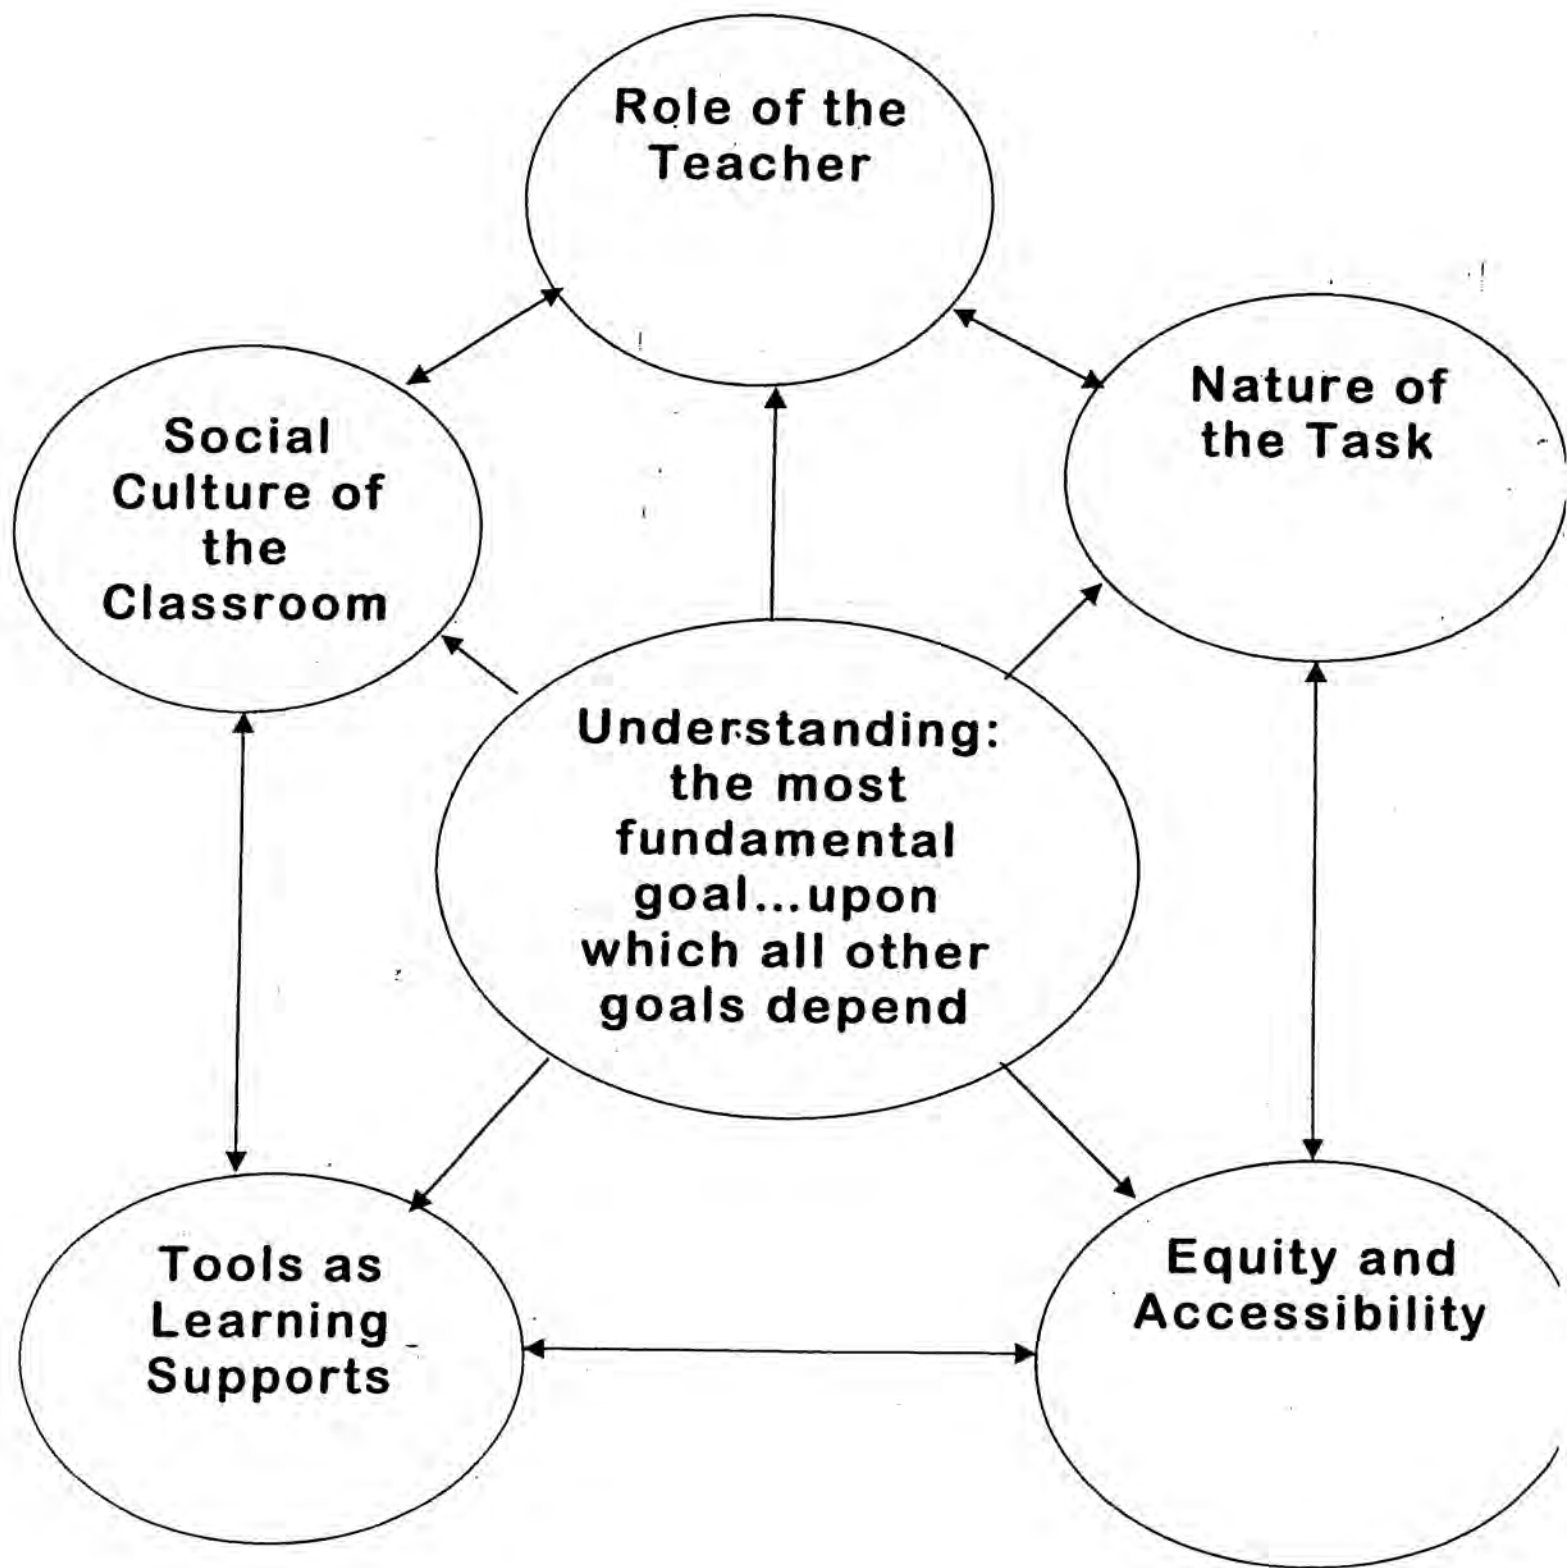 Role of the
Teacher
Nature of
the Task
Social
Culture of
the
Classroom
Understanding:
the most
fundamental
goal...upon
which all other
goals depend
Tools as
Learning
Supports
Equity and
Accessibility